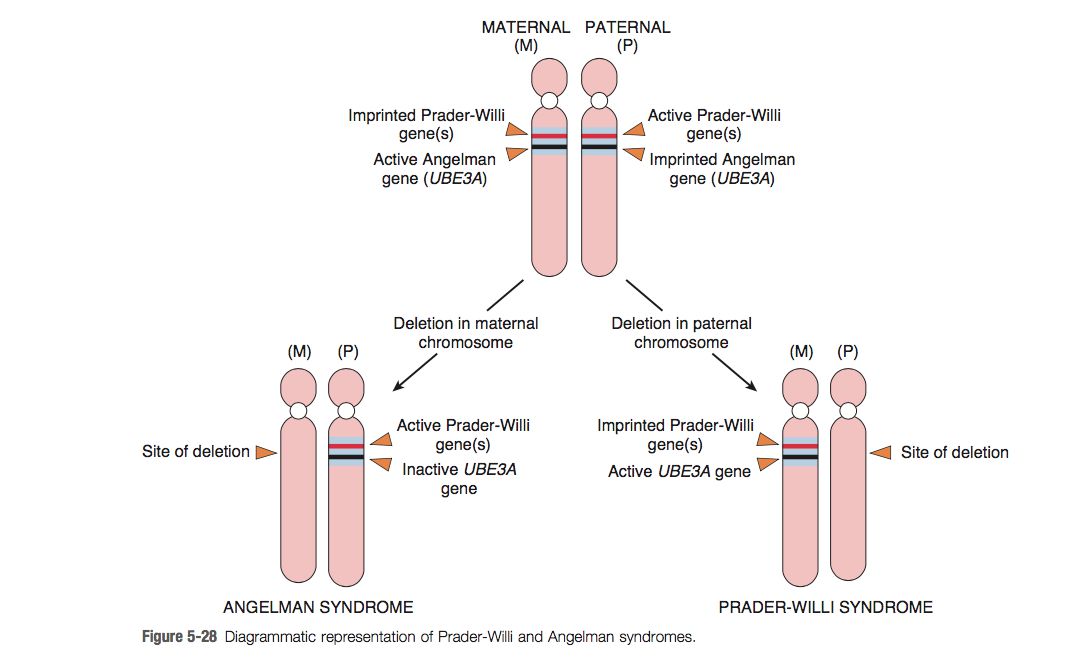 MATERNAL PATERNAL
(M) (P)
Imprinted Prader-Willi
gene(s)
Active Prader-Willi
gene(s)
Active Angelman
gene (UBE3A)
Imprinted Angelman
gene (UBE3A)
Deletion in maternal
chromosome
Deletion in paternal
chromosome
(M) (P)
(M) (P)
Site of deletion
Active Prader-Willi
gene(s)
Inactive UBE3A
gene
Imprinted Prader-Willi
gene(s)
Active UBE3A gene
Site of deletion
ANGELMAN SYNDROME
PRADER-WILLI SYNDROME
Figure 5-28 Diagrammatic representation of Prader-Willi and Angelman syndromes.